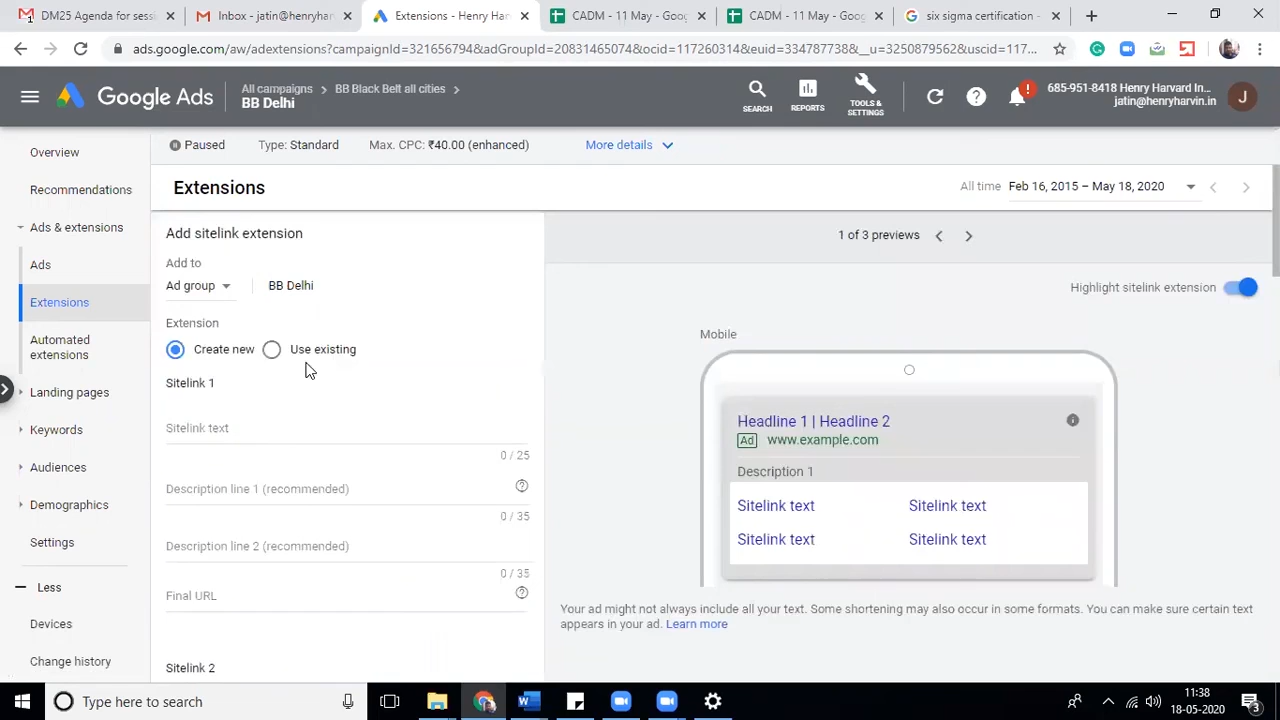 DM25 Agenda for sessi
Inbox - jatin@henryhar
Extensions - Henry Har
CADM - 11 May - Goog
CADM - 11 May - Goog
six sigma certification -
ads.google.com/aw/adextensions?campaignId=321656794&adGroupId=20831465074&ocid=117260314&euid=334787738&__u=3250879562&uscid=117...
Google Ads
All campaigns > BB Black Belt all cities >
BB Delhi
SEARCH
REPORTS
TOOLS &
SETTINGS
685-951-8418 Henry Harvard In...
jatin@henryharvin.in
J
Paused Type: Standard Max. CPC: ₹40.00 (enhanced) More details
Overview
Recommendations
Ads & extensions
Ads
Extensions
Automated
extensions
Landing pages
Keywords
Audiences
Demographics
Settings
Less
Devices
Change history
Extensions
All time Feb 16, 2015 – May 18, 2020
Add sitelink extension
Add to
Ad group BB Delhi
Extension
Create new Use existing
Sitelink 1
Sitelink text
0 / 25
Description line 1 (recommended)
0 / 35
Description line 2 (recommended)
0 / 35
Final URL
Sitelink 2
1 of 3 previews
Highlight sitelink extension
Mobile
Headline 1 | Headline 2
Ad www.example.com
Description 1
Sitelink text Sitelink text
Sitelink text Sitelink text
Your ad might not always include all your text. Some shortening may also occur in some formats. You can make sure certain text
appears in your ad. Learn more
Type here to search
11:38
18-05-2020
3